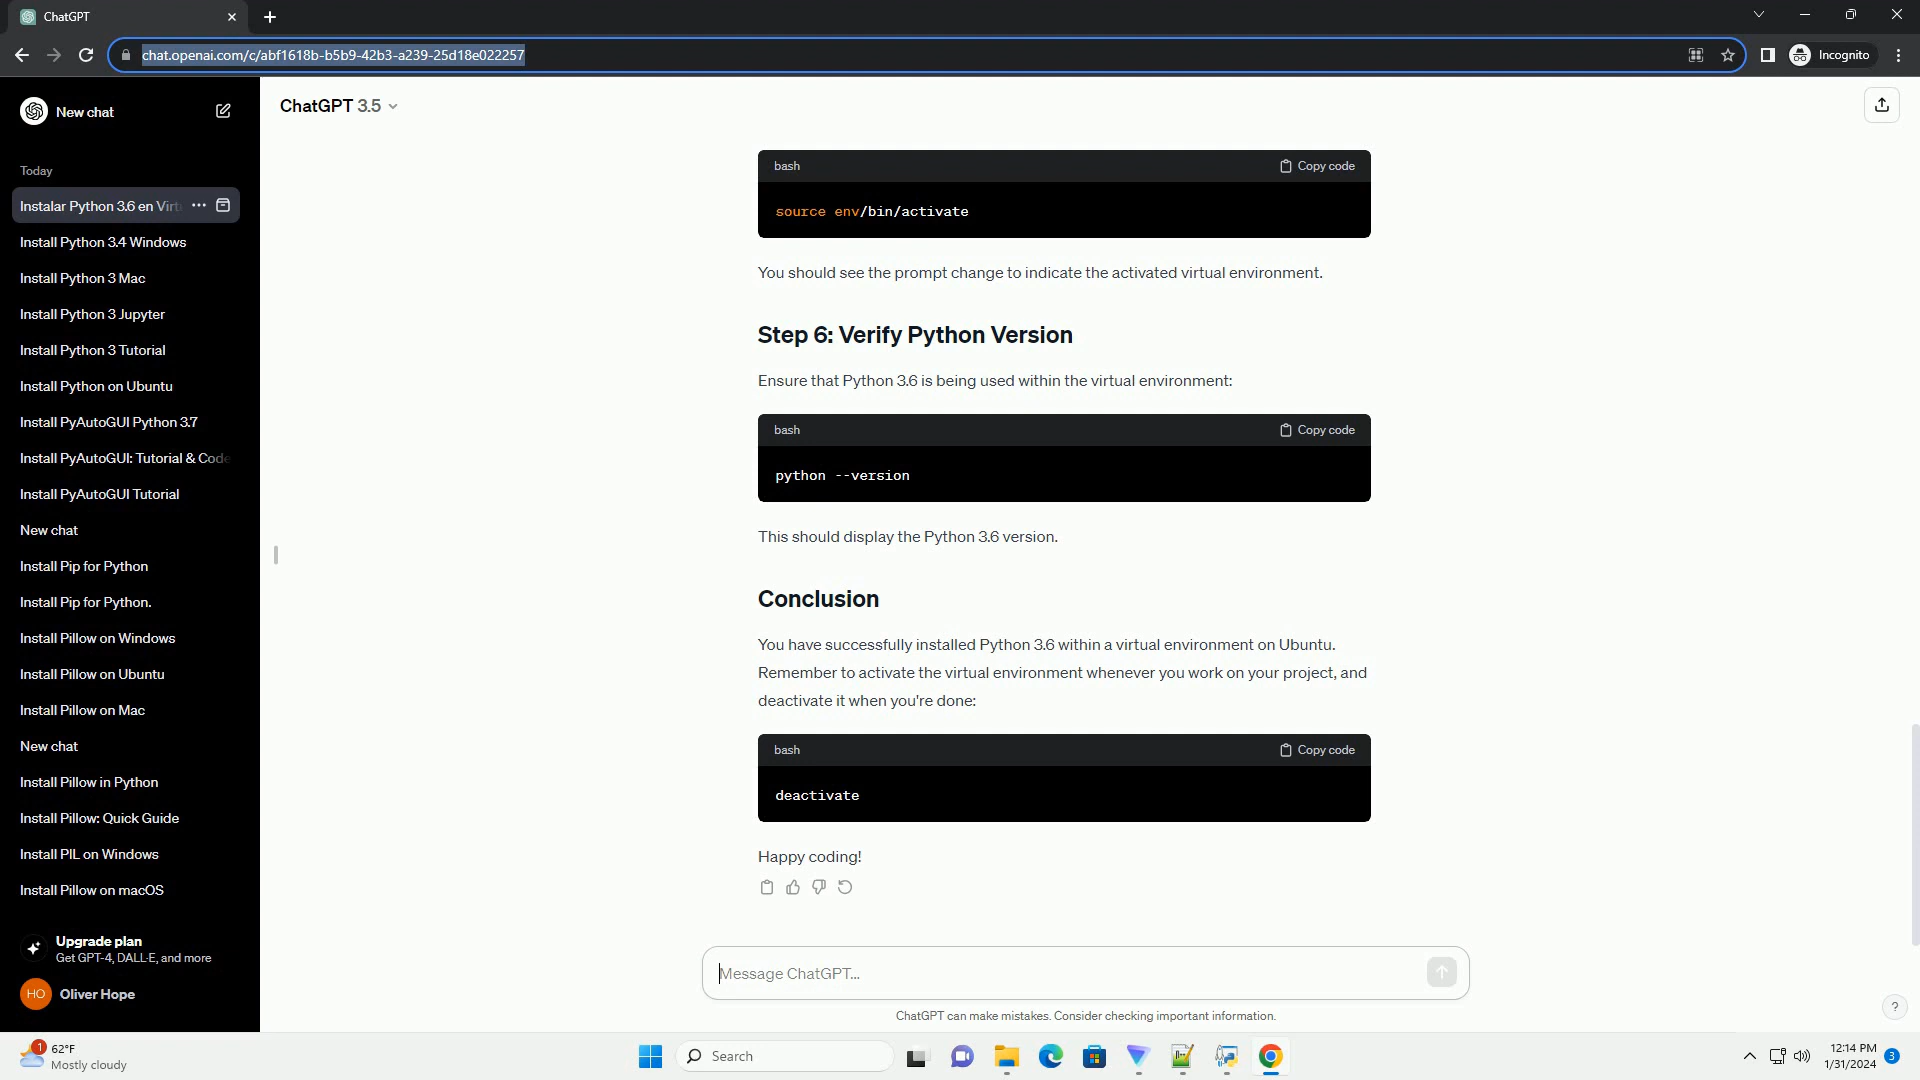 ChatGPT
chat.openai.com/c/abf1618b-b5b9-42b3-a239-25d18e022257
Incognito
New chat
ChatGPT 3.5
Today
Instalar Python 3.6 en Virt
Install Python 3.4 Windows
Install Python 3 Mac
Install Python 3 Jupyter
Install Python 3 Tutorial
Install Python on Ubuntu
Install PyAutoGUI Python 3.7
Install PyAutoGUI: Tutorial & Code
Install PyAutoGUI Tutorial
New chat
Install Pip for Python
Install Pip for Python.
Install Pillow on Windows
Install Pillow on Ubuntu
Install Pillow on Mac
New chat
Install Pillow in Python
Install Pillow: Quick Guide
Install PIL on Windows
Install Pillow on macOS
Upgrade plan
Get GPT-4, DALL·E, and more
HO Oliver Hope
bash Copy code
source env/bin/activate
You should see the prompt change to indicate the activated virtual environment.
Step 6: Verify Python Version
Ensure that Python 3.6 is being used within the virtual environment:
bash Copy code
python --version
This should display the Python 3.6 version.
Conclusion
You have successfully installed Python 3.6 within a virtual environment on Ubuntu.
Remember to activate the virtual environment whenever you work on your project, and
deactivate it when you're done:
bash Copy code
deactivate
Happy coding!
Message ChatGPT...
ChatGPT can make mistakes. Consider checking important information.
?
1
62°F
Mostly cloudy
Search
12:14 PM
1/31/2024
3